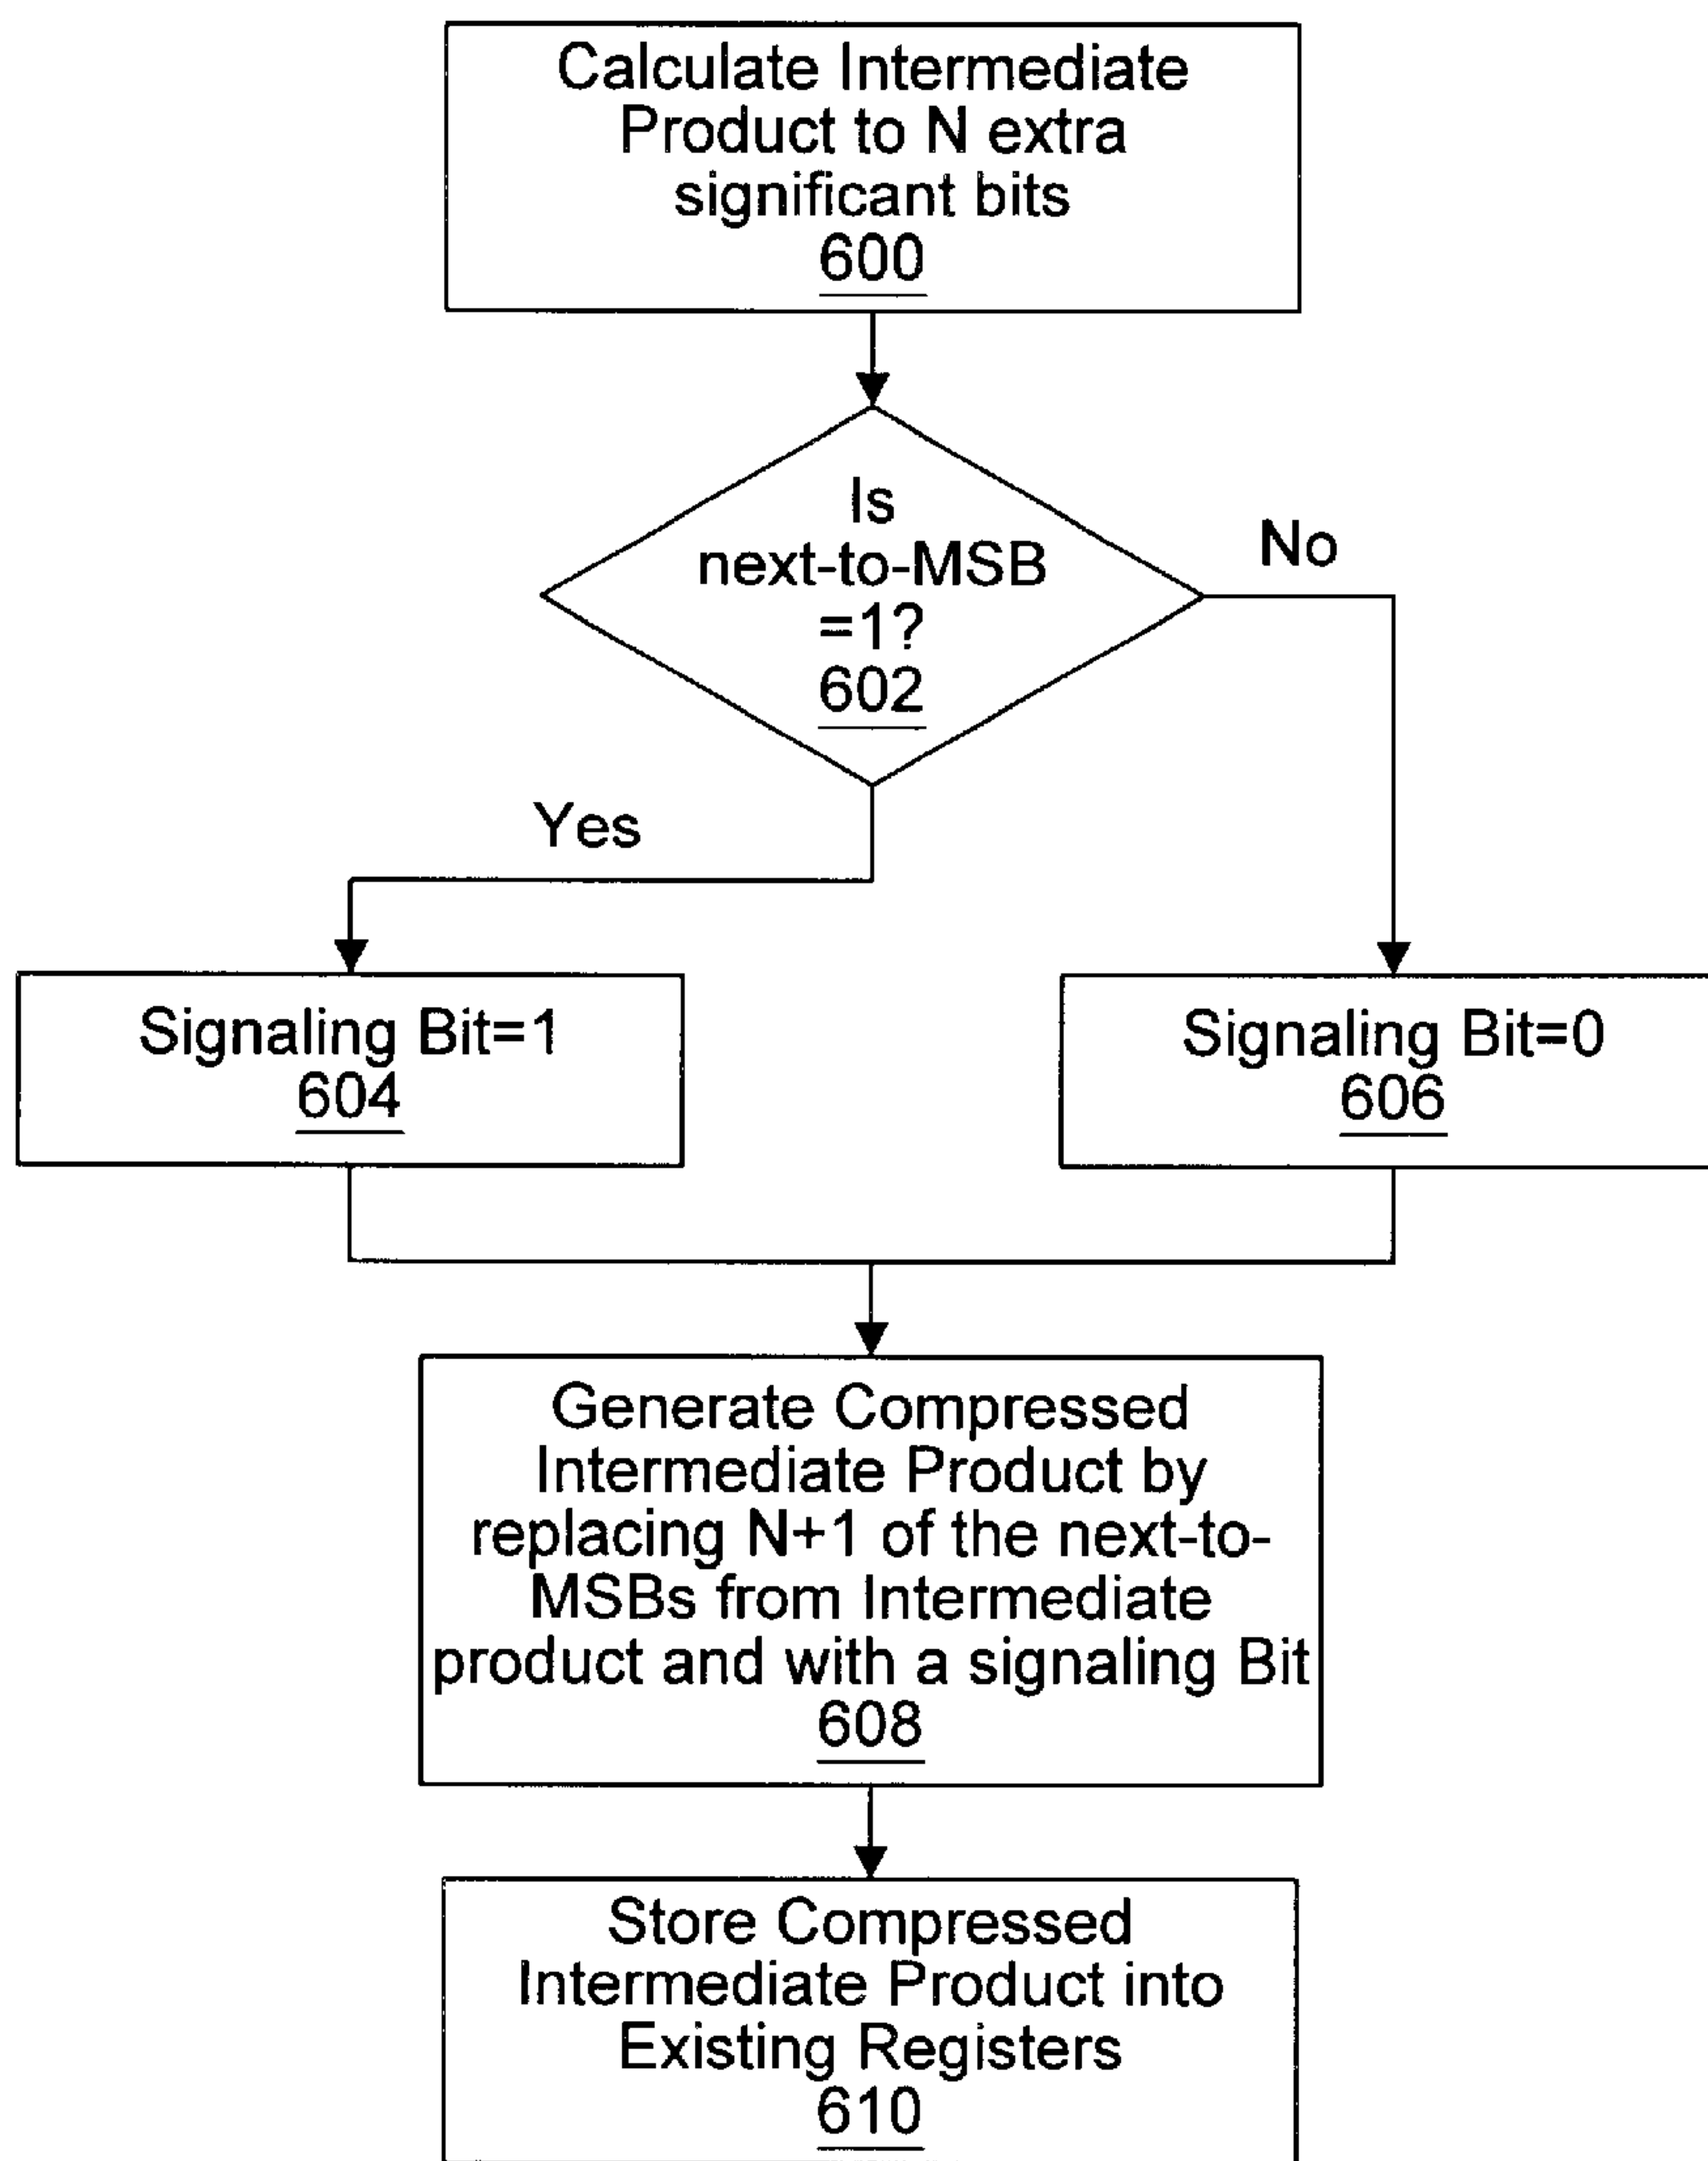 Calculate Intermediate
Product to N extra
significant bits
600
Is
next-to-MSB
=1?
602
No
Yes
Signaling Bit=1
604
Signaling Bit=0
606
Generate Compressed
Intermediate Product by
replacing N+1 of the next-to-
MSBs from Intermediate
product and with a signaling Bit
608
Store Compressed
Intermediate Product into
Existing Registers
610